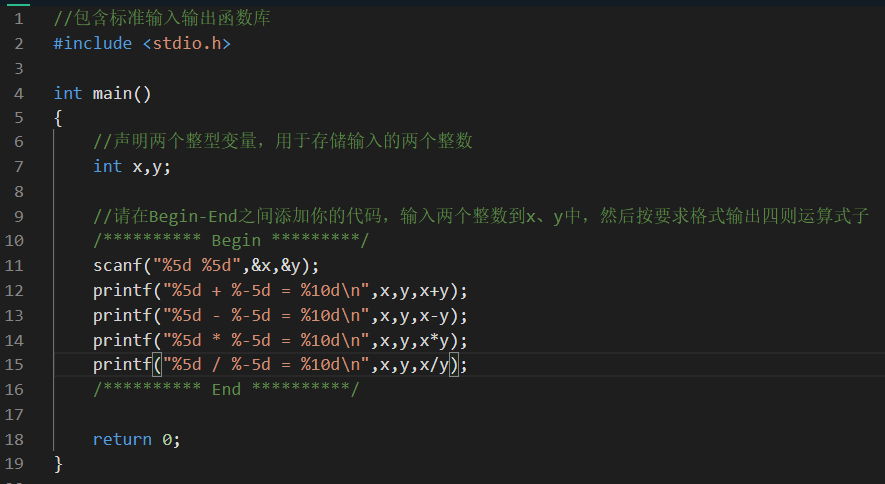 1 //包含标准输入输出函数库
2 #include <stdio.h>
3
4 int main()
5 {
6 //声明两个整型变量，用于存储输入的两个整数
7 int x,y;
8
9 //请在Begin-End之间添加你的代码，输入两个整数到x、y中，然后按要求格式输出四则运算式子
10 /********** Begin *********/
11 scanf("%5d %5d",&x,&y);
12 printf("%5d + %-5d = %10d\n",x,y,x+y);
13 printf("%5d - %-5d = %10d\n",x,y,x-y);
14 printf("%5d * %-5d = %10d\n",x,y,x*y);
15 printf("%5d / %-5d = %10d\n",x,y,x/y);
16 /********** End **********/
17
18 return 0;
19 }